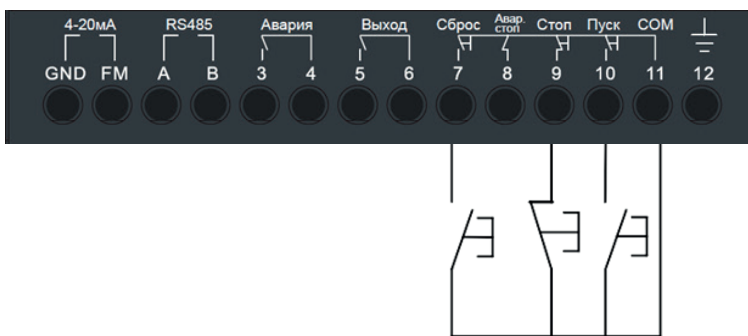 4-20мА RS485 Авария Выход Сброс Авар. стоп Стоп Пуск COM
GND FM A B 3 4 5 6 7 8 9 10 11 12